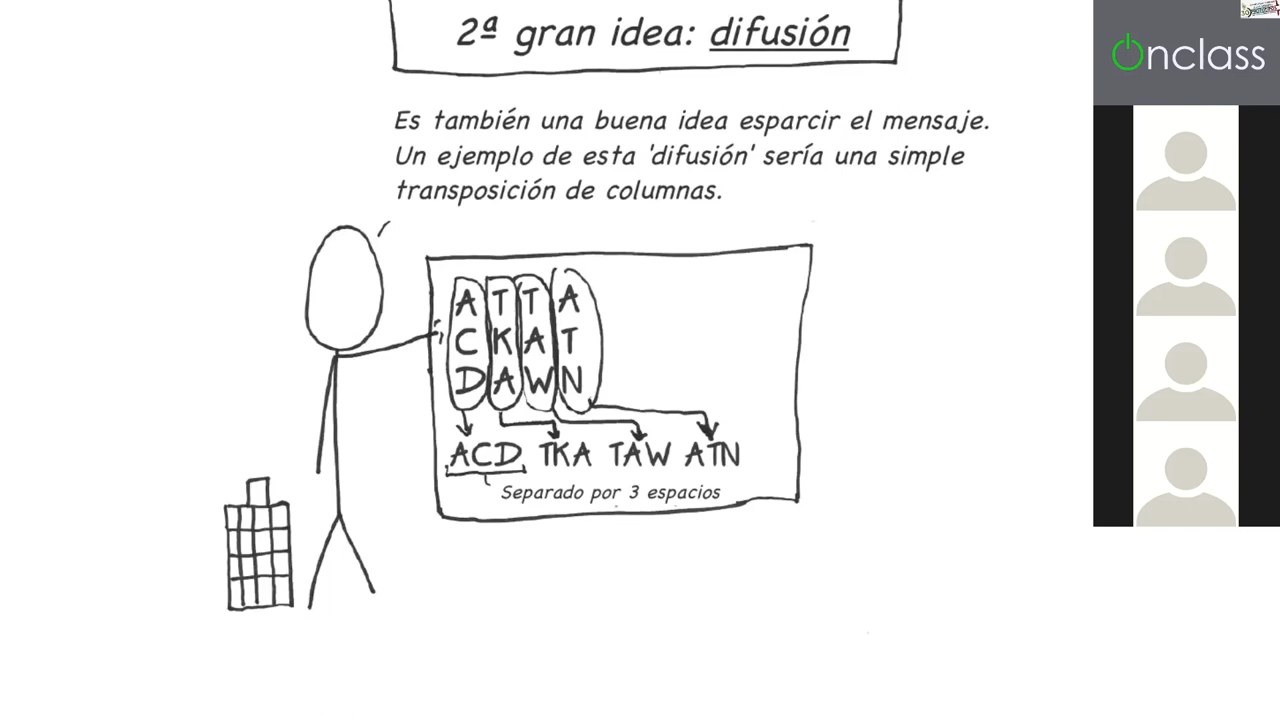 2ª gran idea: difusión
Onclass
Es también una buena idea esparcir el mensaje.
Un ejemplo de esta 'difusión' sería una simple
transposición de columnas.
A T T A
C K A T
D A W N
ACD TKA TAW ATN
Separado por 3 espacios